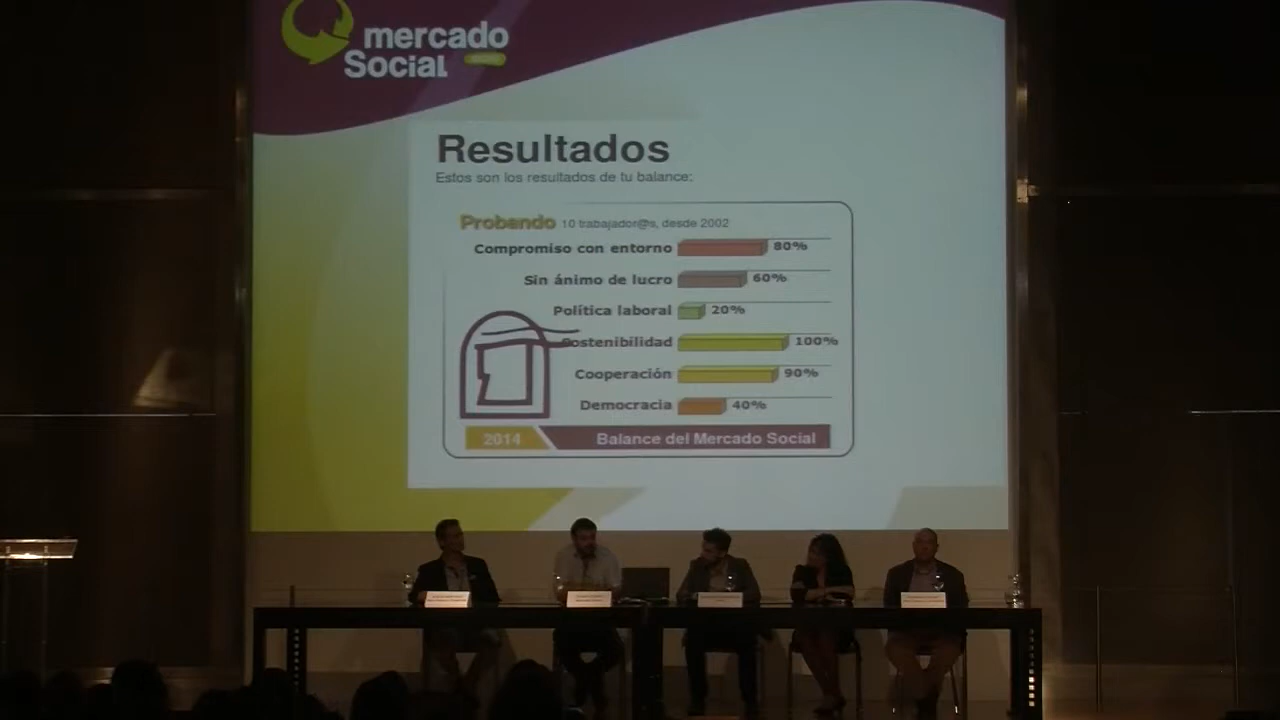 mercado
Social
Resultados
Estos son los resultados de tu balance:
Probando 10 trabajador@s, desde 2002
Compromiso con entorno 80%
Sin ánimo de lucro 60%
Política laboral 20%
Sostenibilidad 100%
Cooperación 90%
Democracia 40%
2014 Balance del Mercado Social